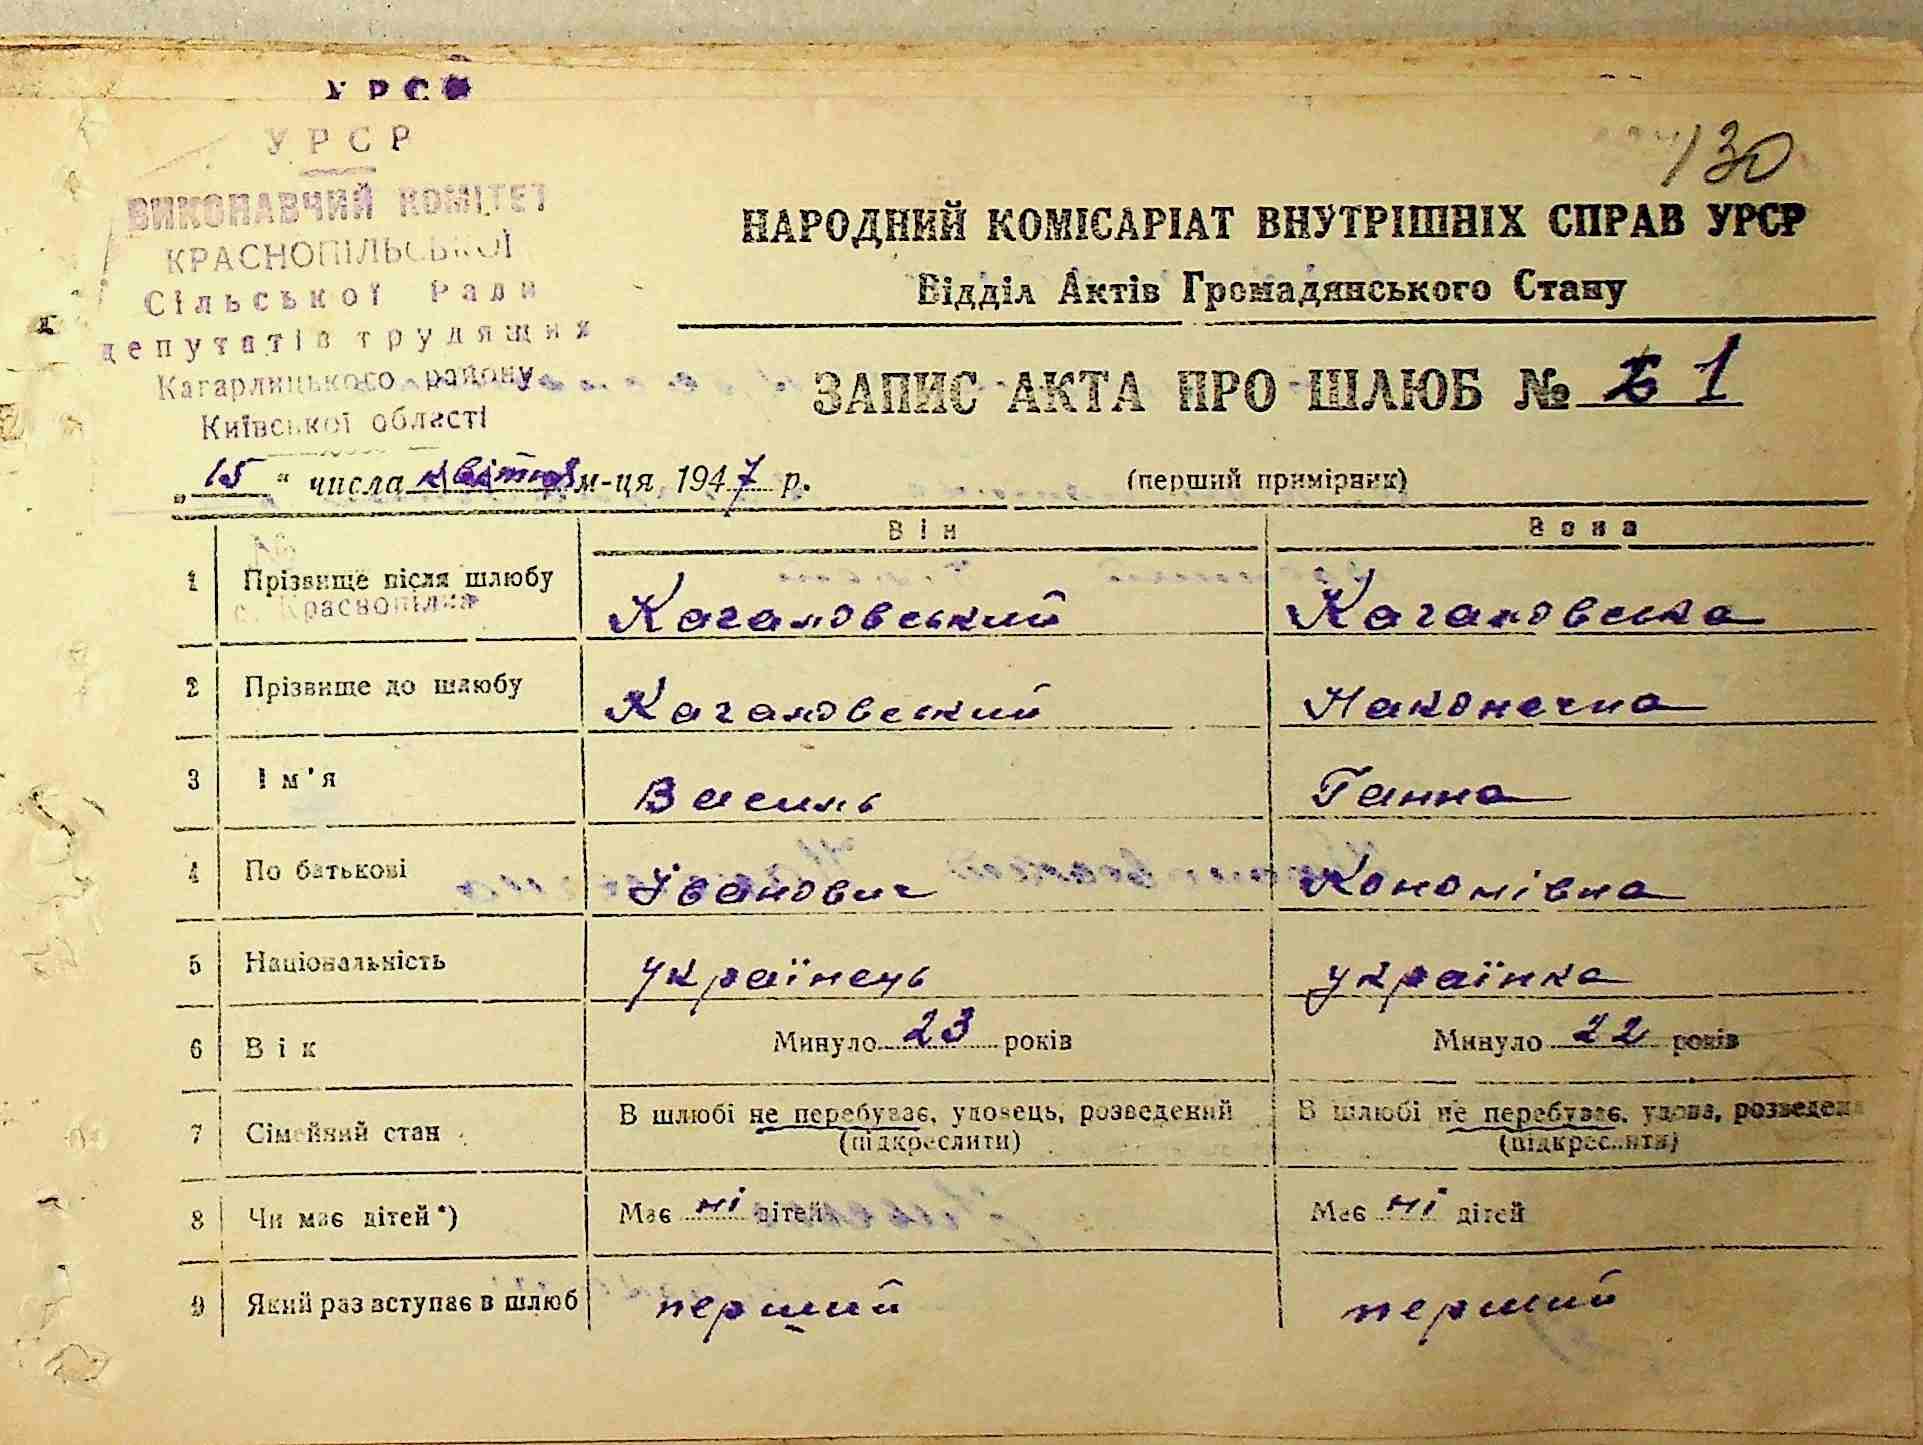 УРСР
УРСР
130
ВИКОНАВЧИЙ КОМІТЕТ
КРАСНОПІЛЬСЬКОЇ
Сільської Ради
депутатів трудящих
Кагарлицького району
Київської області
НАРОДНИЙ КОМІСАРІАТ ВНУТРІШНІХ СПРАВ УРСР
Відділ Актів Громадянського Стану
ЗАПИС АКТА ПРО ШЛЮБ № 1
„15“ числа квітня м-ця 1947 р.
(перший примірник)
Він Вона
1 Прізвище після шлюбу Кагановський Кагановська
с. Краснопілка
2 Прізвище до шлюбу Кагановський Наконечна
3 Ім'я Василь Ганна
4 По батькові Іванович Кононівна
5 Національність українець українка
6 Вік Минуло 23 років Минуло 22 років
7 Сімейний стан В шлюбі не перебуває, удовець, розведений В шлюбі не перебуває, удова, розведена
(підкреслити) (підкреслити)
8 Чи має дітей*) Має ні дітей Має ні дітей
9 Який раз вступає в шлюб перший перший